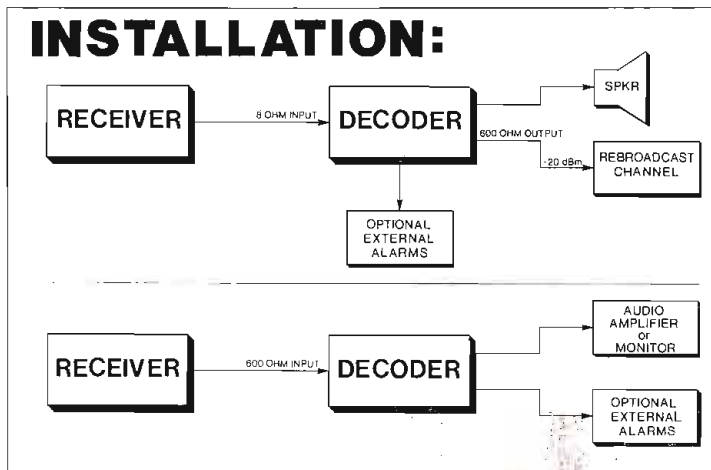 INSTALLATION:
RECEIVER
8 OHM INPUT
DECODER
SPKR
600 OHM OUTPUT
-20 dBm
REBROADCAST
CHANNEL
OPTIONAL
EXTERNAL
ALARMS
RECEIVER
600 OHM INPUT
DECODER
AUDIO
AMPLIFIER
or
MONITOR
OPTIONAL
EXTERNAL
ALARMS